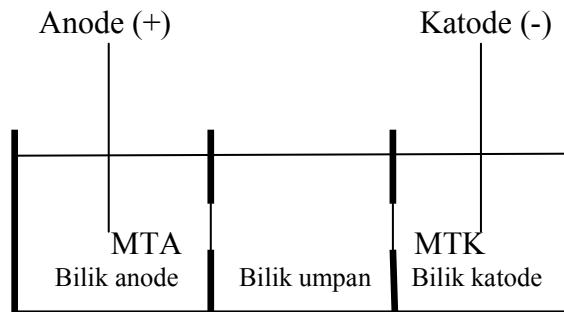 Anode (+) Katode (-)
MTA MTK
Bilik anode Bilik umpan Bilik katode